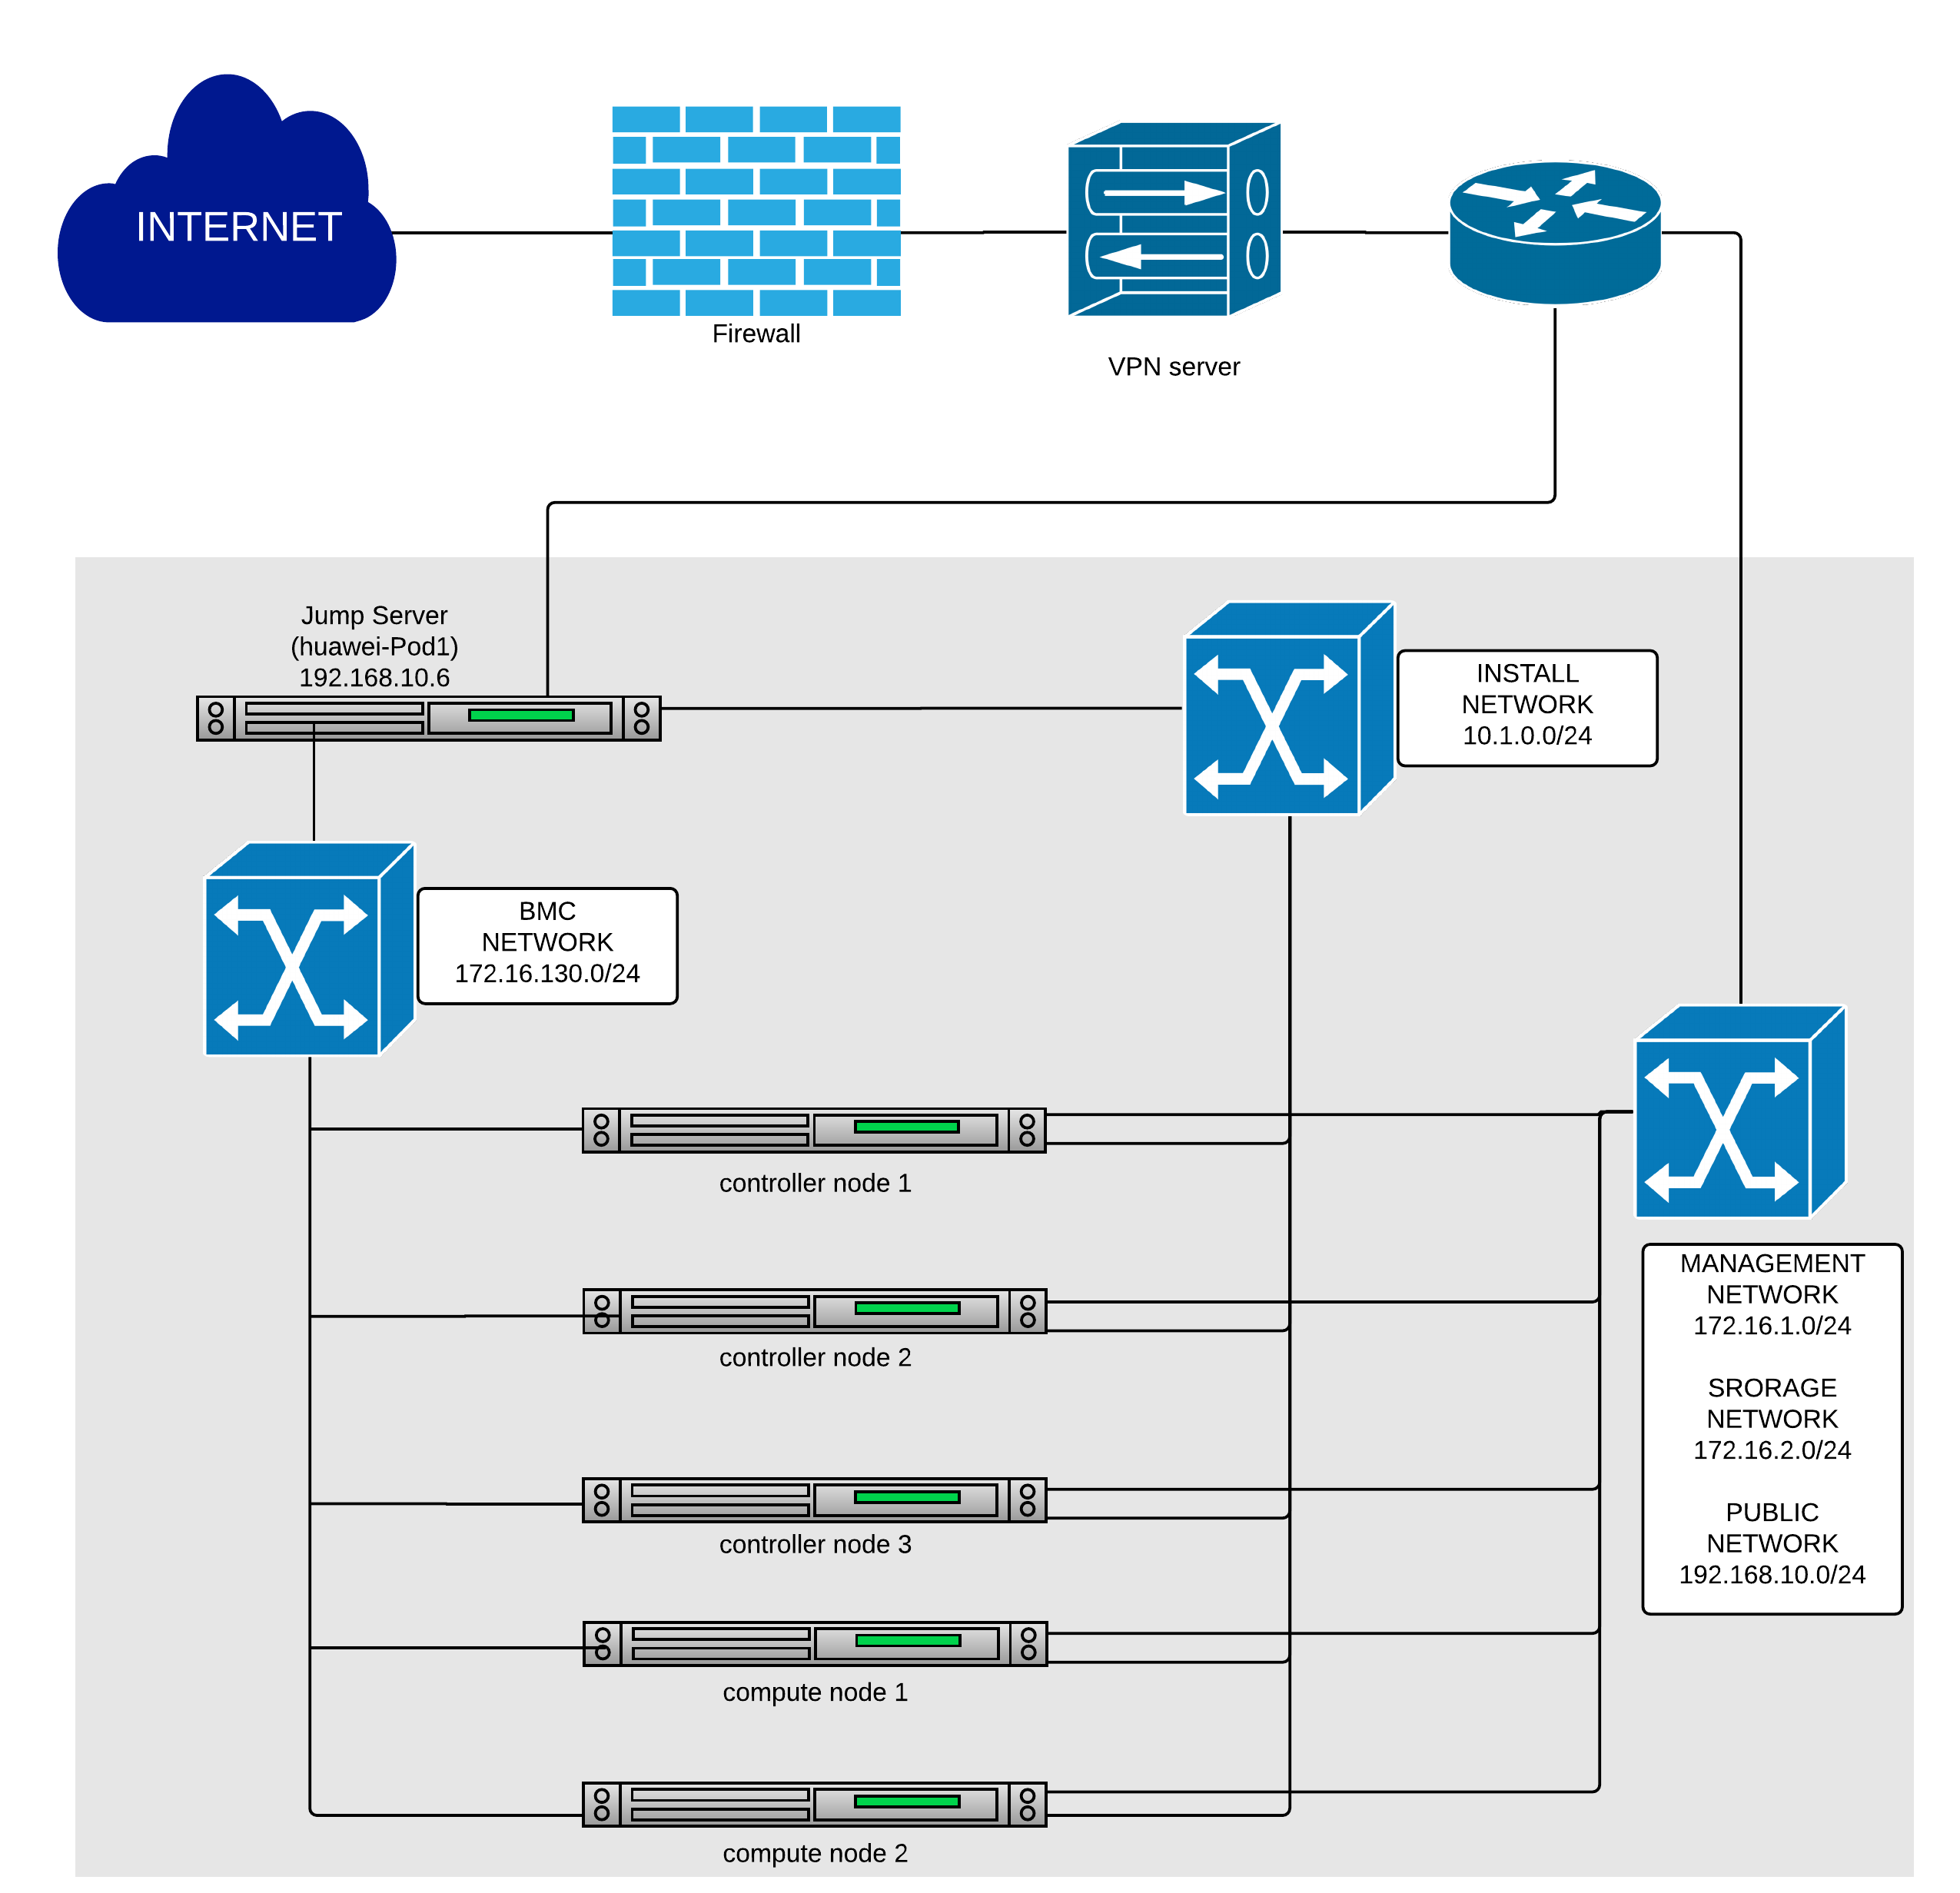 INTERNET
Firewall
VPN server
Jump Server
(huawei-Pod1)
192.168.10.6
INSTALL
NETWORK
10.1.0.0/24
BMC
NETWORK
172.16.130.0/24
controller node 1
controller node 2
controller node 3
compute node 1
compute node 2
MANAGEMENT
NETWORK
172.16.1.0/24
SRORAGE
NETWORK
172.16.2.0/24
PUBLIC
NETWORK
192.168.10.0/24